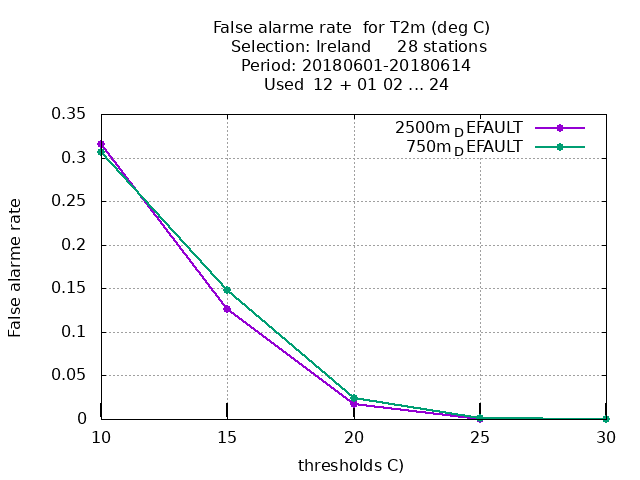 False alarme rate  for T2m (deg C)
Selection: Ireland     28 stations
Period: 20180601-20180614
Used  12 + 01 02 ... 24
2500m_DEFAULT
750m_DEFAULT
0.35
0.3
0.25
0.2
0.15
0.1
0.05
0
False alarme rate
10 15 20 25 30
thresholds C)